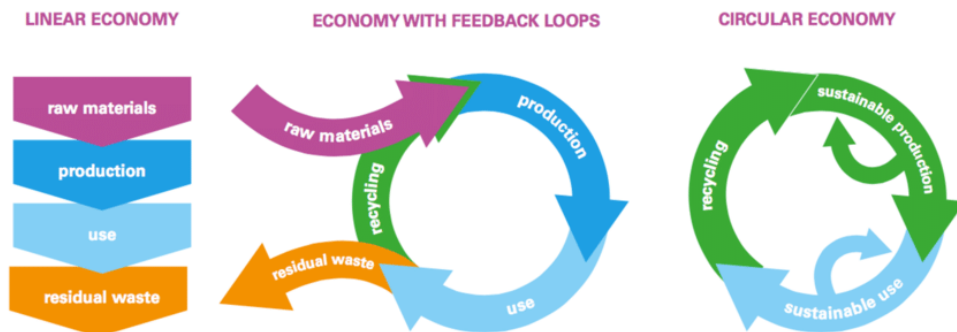 LINEAR ECONOMY
raw materials
production
use
residual waste
ECONOMY WITH FEEDBACK LOOPS
raw materials
production
use
residual waste
recycling
CIRCULAR ECONOMY
sustainable production
sustainable use
recycling